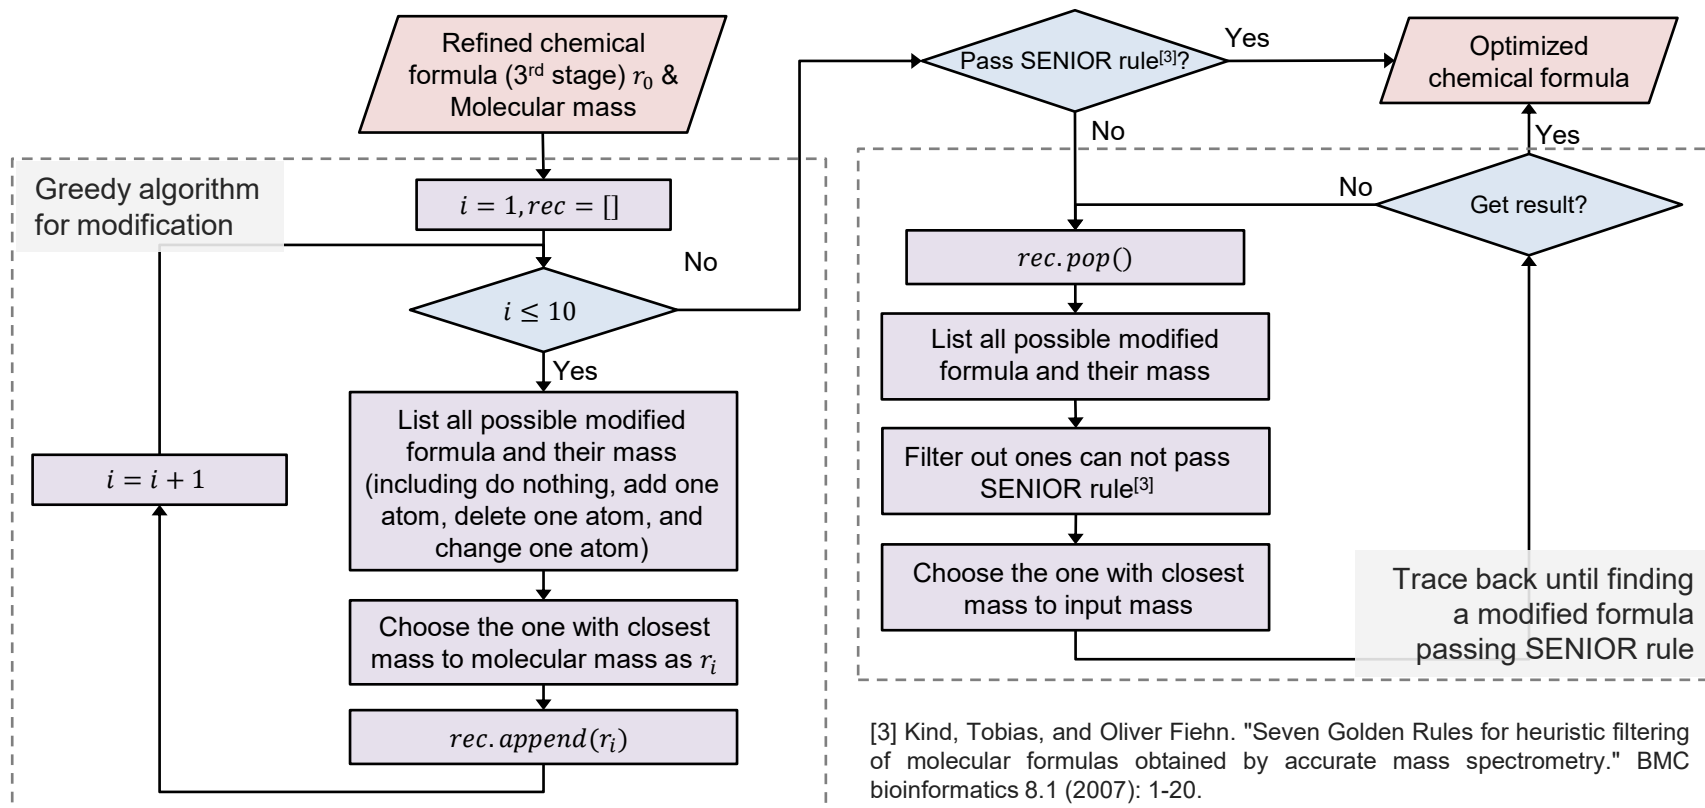 Refined chemical
formula (3rd stage) r0 &
Molecular mass
Greedy algorithm
for modification
i = 1, rec = []
No
i ≤ 10
Yes
i = i + 1
List all possible modified
formula and their mass
(including do nothing, add one
atom, delete one atom, and
change one atom)
Choose the one with closest
mass to molecular mass as ri
rec.append(ri)
Pass SENIOR rule[3]?
Yes
No
Optimized
chemical formula
Yes
No
Get result?
rec.pop()
List all possible modified
formula and their mass
Filter out ones can not pass
SENIOR rule[3]
Choose the one with closest
mass to input mass
Trace back until finding
a modified formula
passing SENIOR rule
[3] Kind, Tobias, and Oliver Fiehn. "Seven Golden Rules for heuristic filtering
of molecular formulas obtained by accurate mass spectrometry." BMC
bioinformatics 8.1 (2007): 1-20.